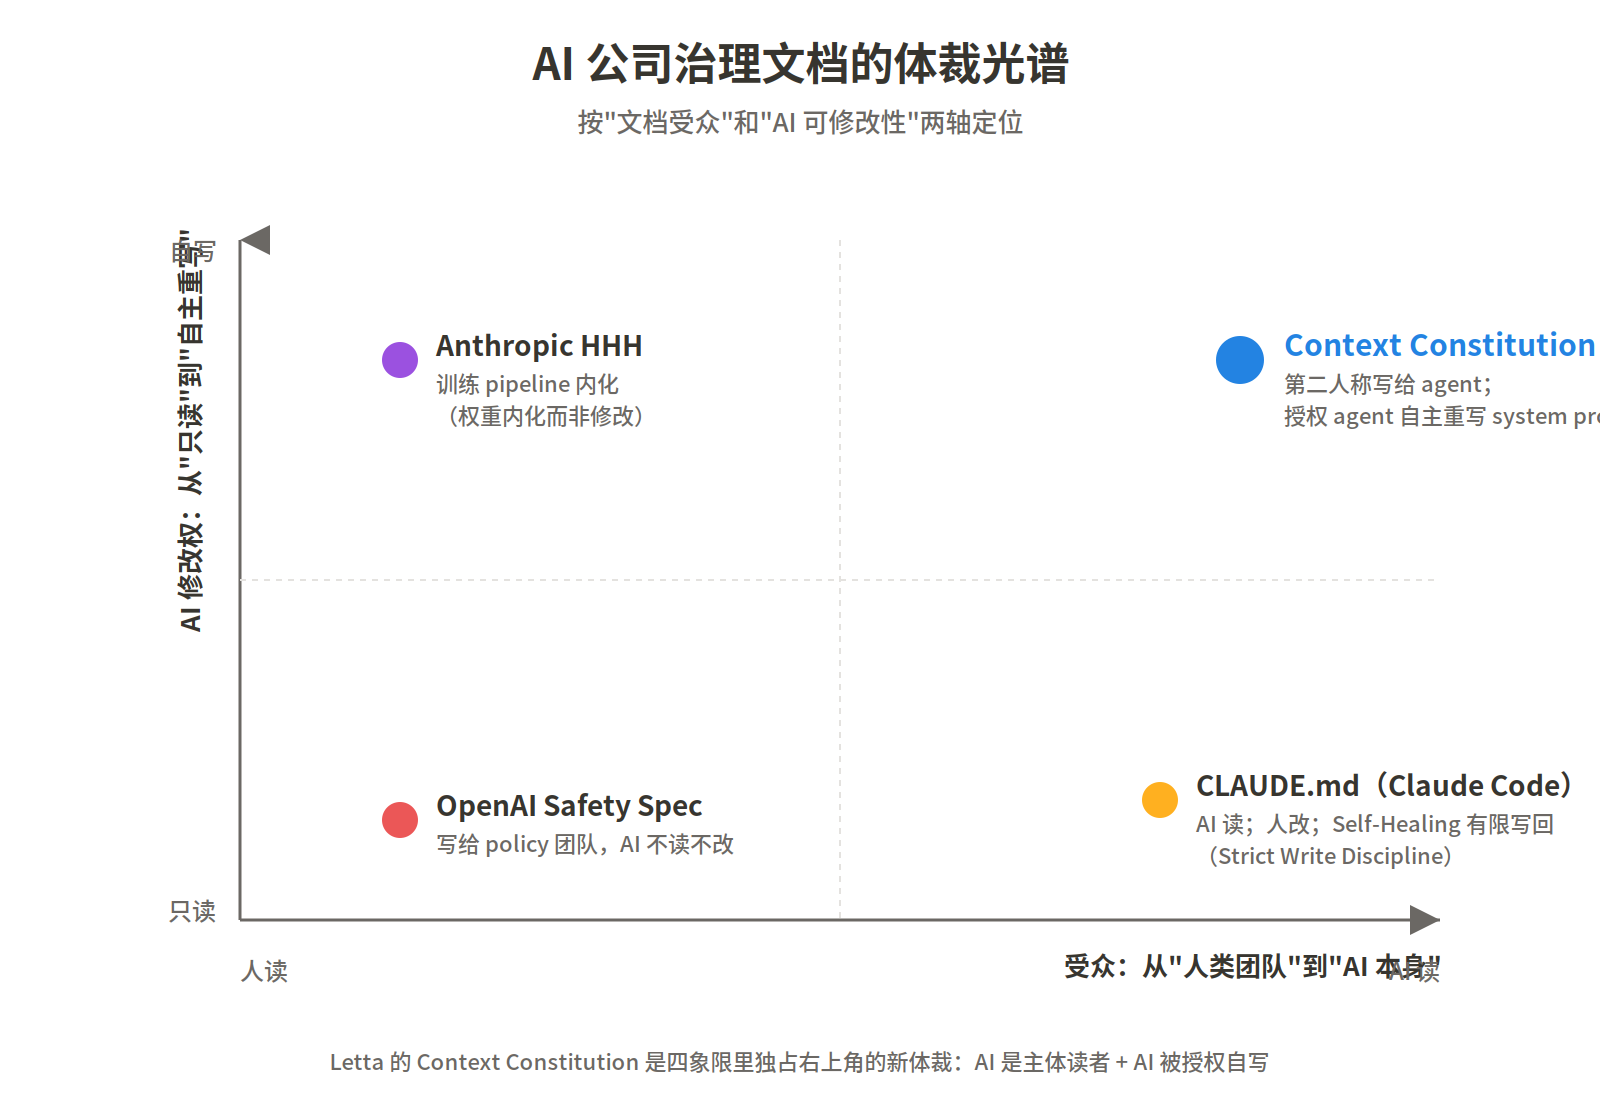 AI 公司治理文档的体裁光谱
按"文档受众"和"AI 可修改性"两轴定位
自写
AI 修改权：从"只读"到"自主重写"
Anthropic HHH
训练 pipeline 内化
（权重内化而非修改）
Context Constitution
第二人称写给 agent；
授权 agent 自主重写 system pro
OpenAI Safety Spec
写给 policy 团队，AI 不读不改
CLAUDE.md（Claude Code）
AI 读；人改；Self-Healing 有限写回
（Strict Write Discipline）
只读
人读
受众：从"人类团队"到"AI 本身"
AI 读
Letta 的 Context Constitution 是四象限里独占右上角的新体裁：AI 是主体读者 + AI 被授权自写